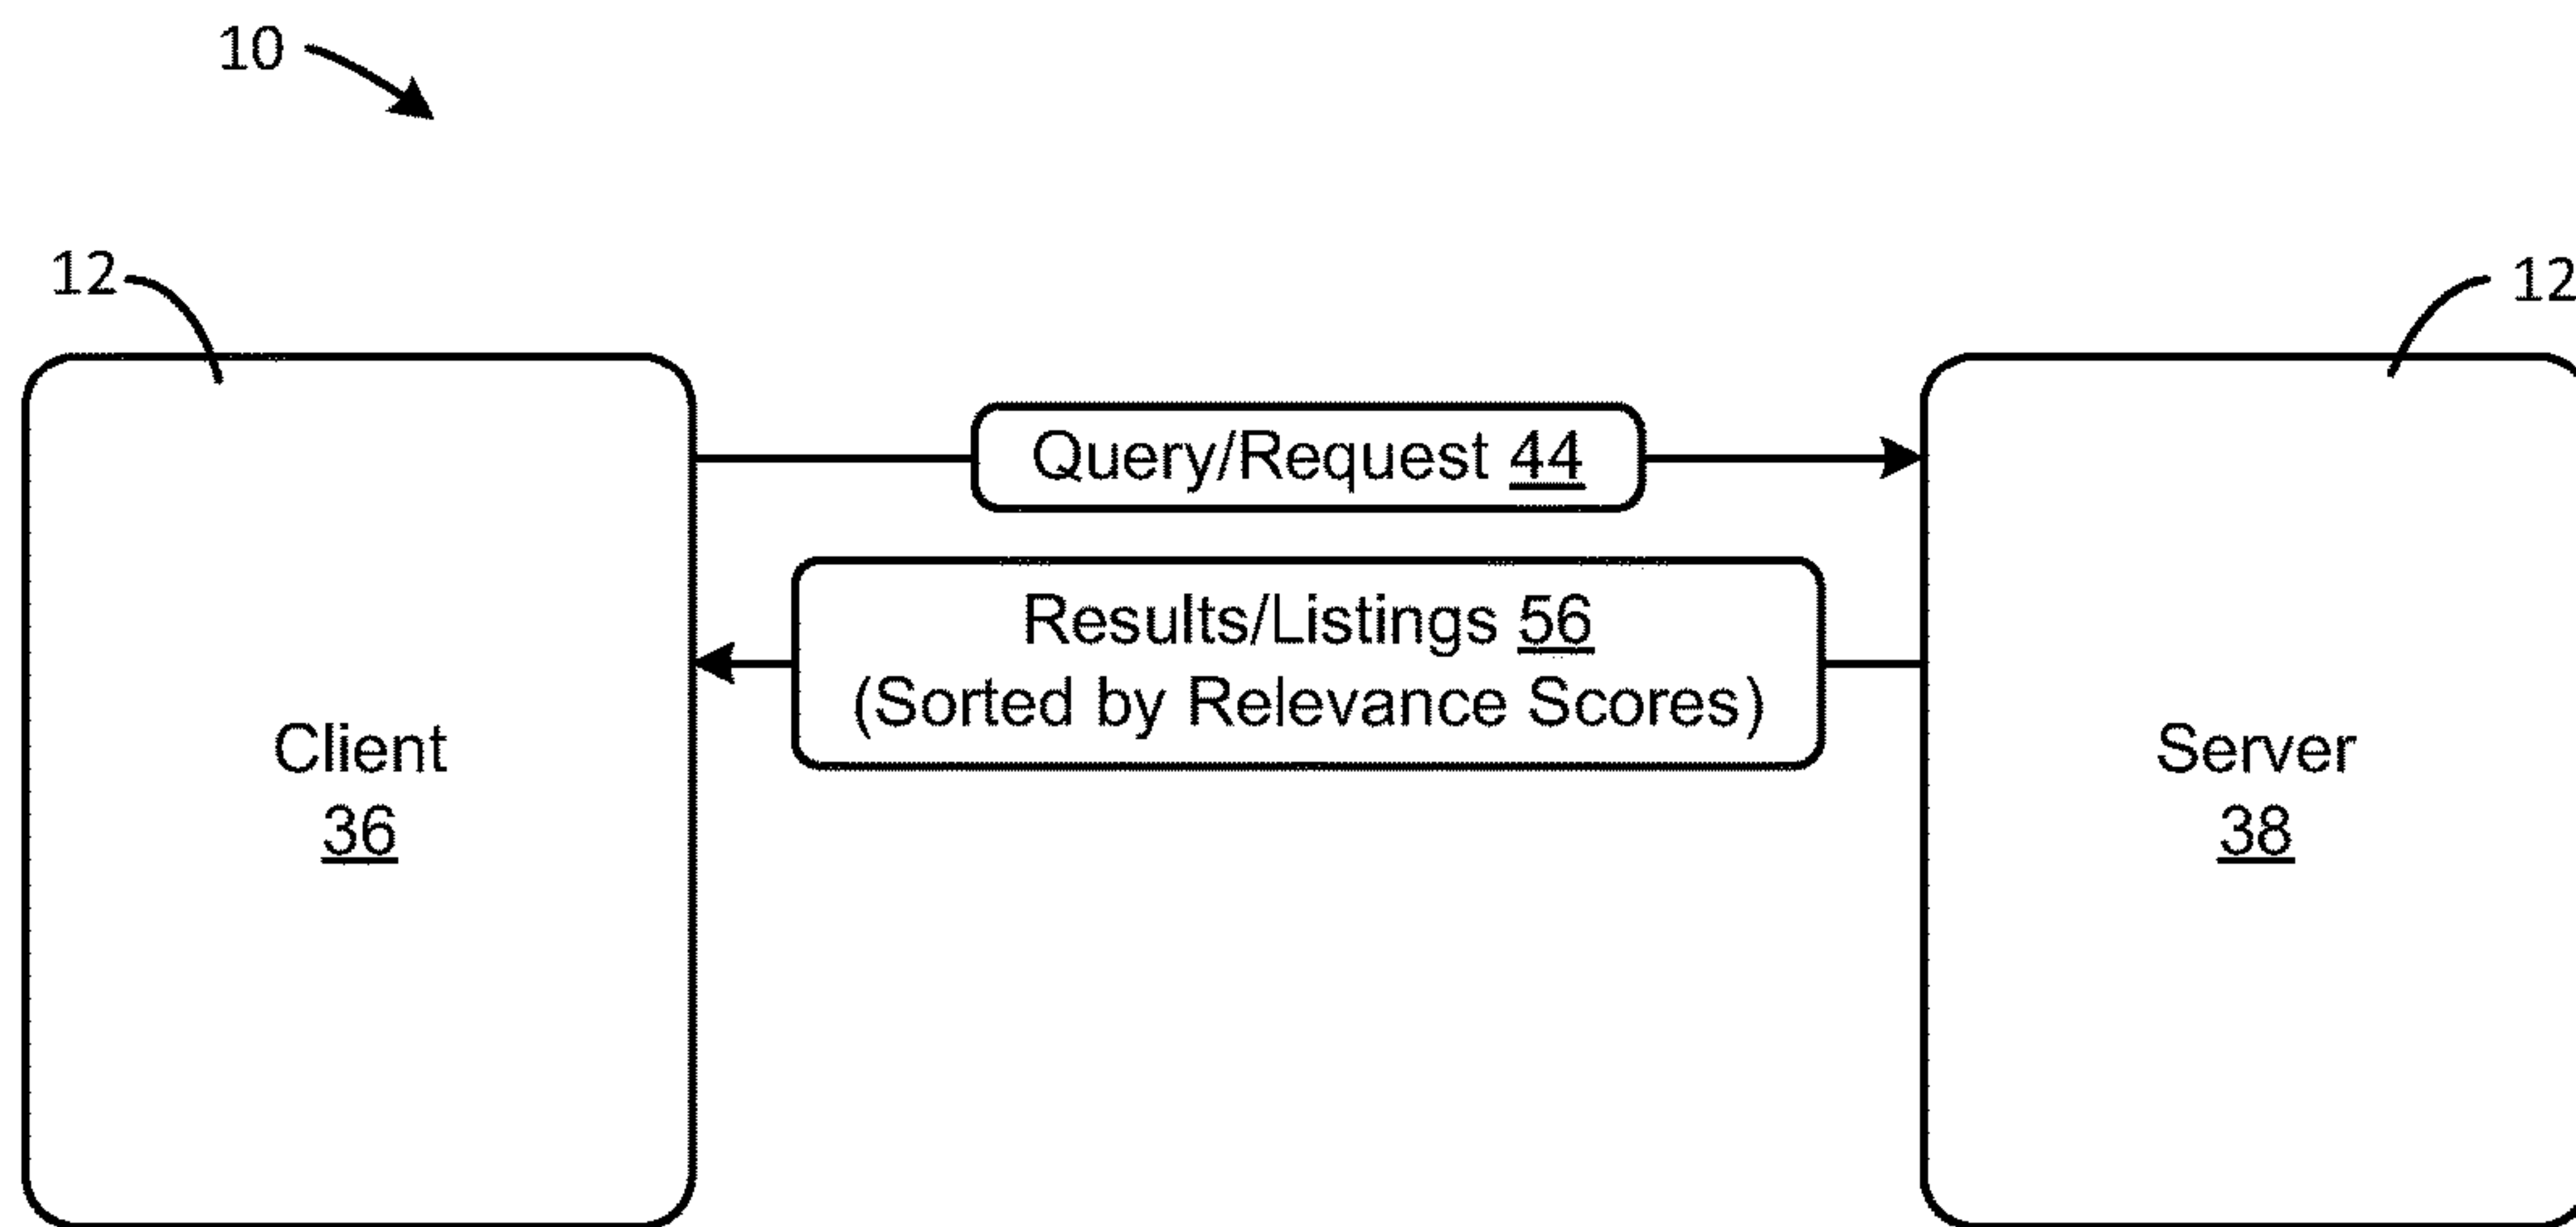 10
12
12
Query/Request 44
Results/Listings 56
(Sorted by Relevance Scores)
Client
36
Server
38